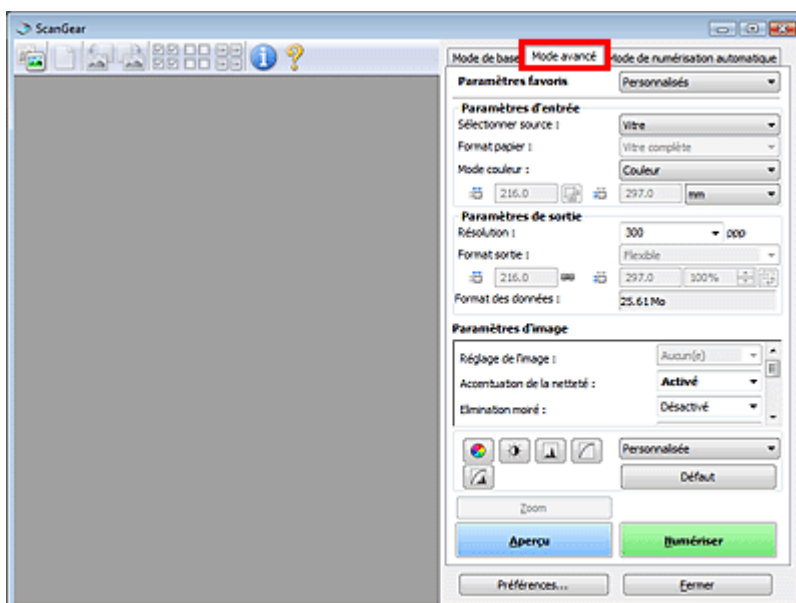 ScanGear
Mode de base Mode avancé Mode de numérisation automatique
Paramètres favoris Personnalisés
Paramètres d'entrée
Sélectionner source : Vitre
Format papier : Vitre complète
Mode couleur : Couleur
216.0 297.0 mm
Paramètres de sortie
Résolution : 300 ppp
Format sortie : Flexible
216.0 297.0 100%
Format des données : 25.61 Mo
Paramètres d'image
Réglage de l'image : Aucun(e)
Accentuation de la netteté : Activé
Elimination moiré : Désactivé
Personnalisée
Défaut
Zoom
Aperçu Numériser
Préférences... Fermer